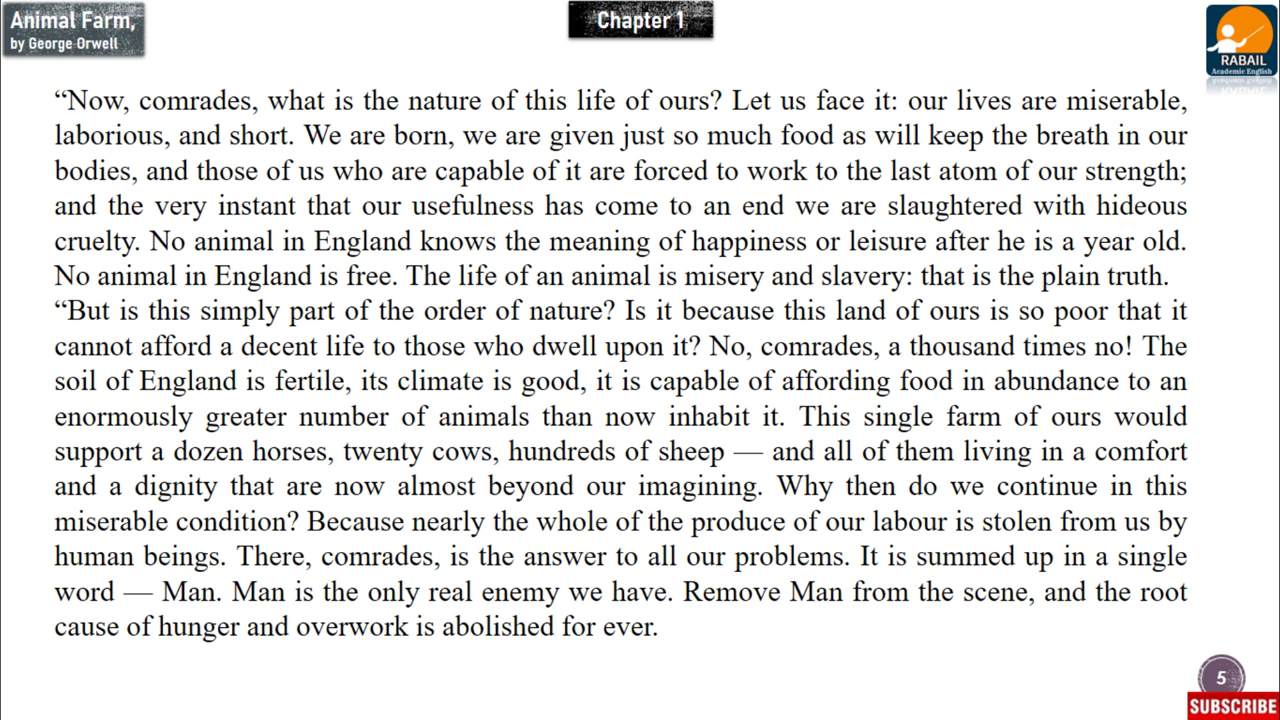 Animal Farm,
by George Orwell
Chapter 1
RABAIL
Academic English
“Now, comrades, what is the nature of this life of ours? Let us face it: our lives are miserable,
laborious, and short. We are born, we are given just so much food as will keep the breath in our
bodies, and those of us who are capable of it are forced to work to the last atom of our strength;
and the very instant that our usefulness has come to an end we are slaughtered with hideous
cruelty. No animal in England knows the meaning of happiness or leisure after he is a year old.
No animal in England is free. The life of an animal is misery and slavery: that is the plain truth.
“But is this simply part of the order of nature? Is it because this land of ours is so poor that it
cannot afford a decent life to those who dwell upon it? No, comrades, a thousand times no! The
soil of England is fertile, its climate is good, it is capable of affording food in abundance to an
enormously greater number of animals than now inhabit it. This single farm of ours would
support a dozen horses, twenty cows, hundreds of sheep — and all of them living in a comfort
and a dignity that are now almost beyond our imagining. Why then do we continue in this
miserable condition? Because nearly the whole of the produce of our labour is stolen from us by
human beings. There, comrades, is the answer to all our problems. It is summed up in a single
word — Man. Man is the only real enemy we have. Remove Man from the scene, and the root
cause of hunger and overwork is abolished for ever.
5
SUBSCRIBE